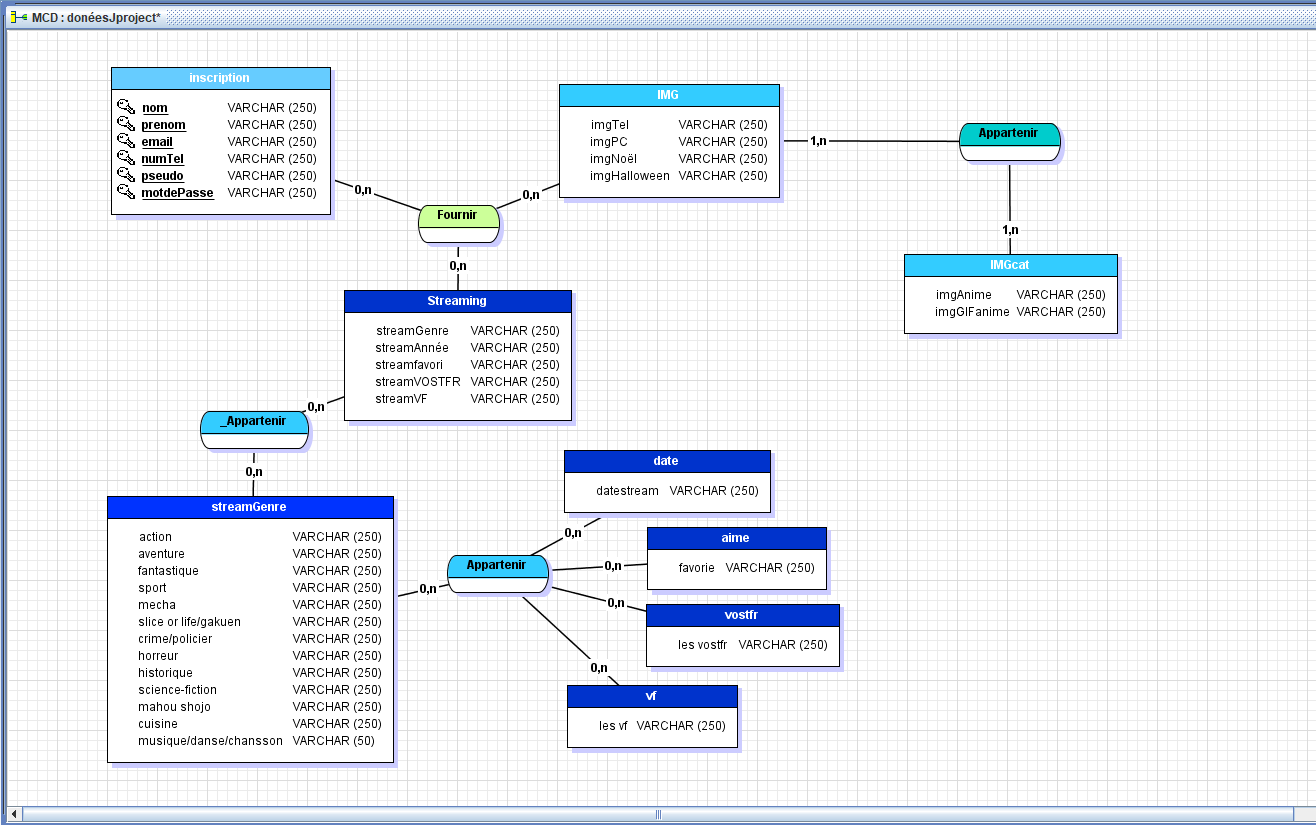 MCD : donéesJproject*
inscription
nom VARCHAR (250)
prenom VARCHAR (250)
email VARCHAR (250)
numTel VARCHAR (250)
pseudo VARCHAR (250)
motdePasse VARCHAR (250)
0,n
Fournir
0,n
0,n
IMG
imgTel VARCHAR (250)
imgPC VARCHAR (250)
imgNoël VARCHAR (250)
imgHalloween VARCHAR (250)
1,n
Appartenir
1,n
IMGcat
imgAnime VARCHAR (250)
imgGIFanime VARCHAR (250)
Streaming
streamGenre VARCHAR (250)
streamAnnée VARCHAR (250)
streamfavori VARCHAR (250)
streamVOSTFR VARCHAR (250)
streamVF VARCHAR (250)
0,n
_Appartenir
0,n
streamGenre
action VARCHAR (250)
aventure VARCHAR (250)
fantastique VARCHAR (250)
sport VARCHAR (250)
mecha VARCHAR (250)
slice or life/gakuen VARCHAR (250)
crime/policier VARCHAR (250)
horreur VARCHAR (250)
historique VARCHAR (250)
science-fiction VARCHAR (250)
mahou shojo VARCHAR (250)
cuisine VARCHAR (250)
musique/danse/chansson VARCHAR (50)
0,n
Appartenir
0,n
date
datestream VARCHAR (250)
0,n
aime
favorie VARCHAR (250)
0,n
vostfr
les vostfr VARCHAR (250)
0,n
vf
les vf VARCHAR (250)